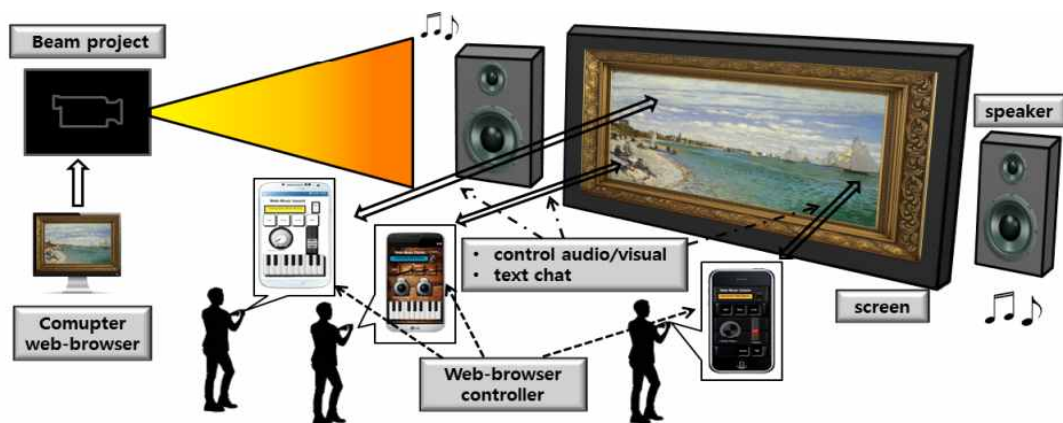 Beam project
speaker
• control audio/visual
• text chat
screen
Comupter
web-browser
Web-browser
controller